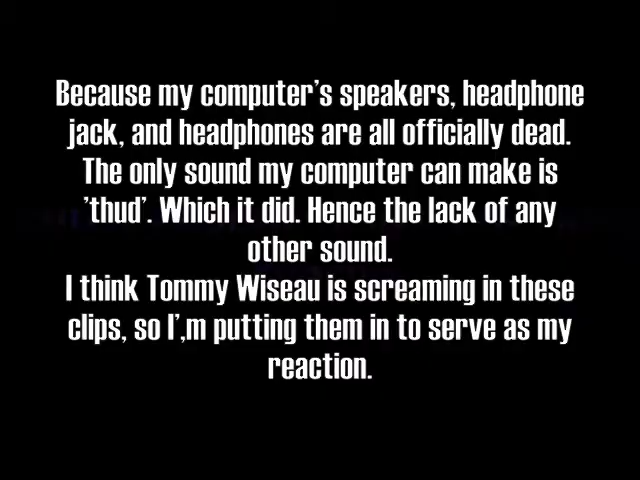 Because my computer's speakers, headphone
jack, and headphones are all officially dead.
The only sound my computer can make is
'thud'. Which it did. Hence the lack of any
other sound.
I think Tommy Wiseau is screaming in these
clips, so I',m putting them in to serve as my
reaction.